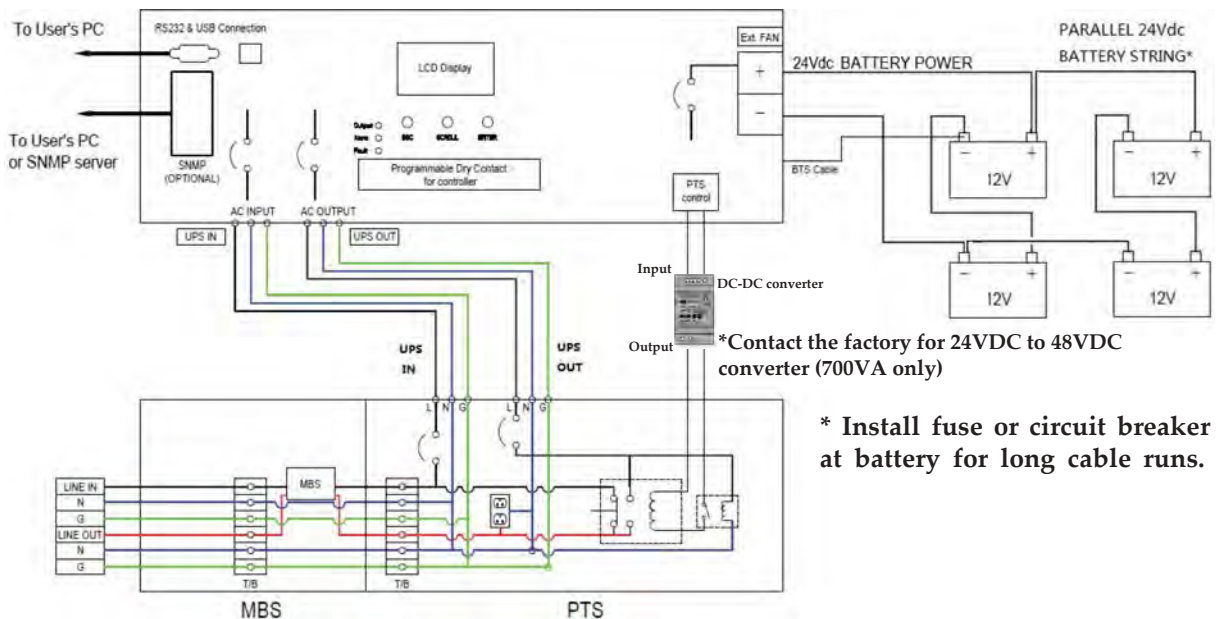 To User's PC
RS232 & USB Connection
Ext. FAN
PARALLEL 24Vdc
BATTERY STRING*
LCD Display
+
24Vdc BATTERY POWER
−
To User's PC
or SNMP server
SNMP
(OPTIONAL)
Output
Alarm
Fault
ESC
SCROLL
ENTER
Programmable Dry Contact
for controller
BTS Cable
PTS
control
− +
12V
− +
12V
AC INPUT
AC OUTPUT
UPS IN
UPS OUT
− +
12V
− +
12V
Input
DC-DC converter
Output
*Contact the factory for 24VDC to 48VDC
converter (700VA only)
UPS
IN
UPS
OUT
L N G
L N G
* Install fuse or circuit breaker
at battery for long cable runs.
LINE IN
N
G
LINE OUT
N
G
MBS
T/B
T/B
MBS
PTS